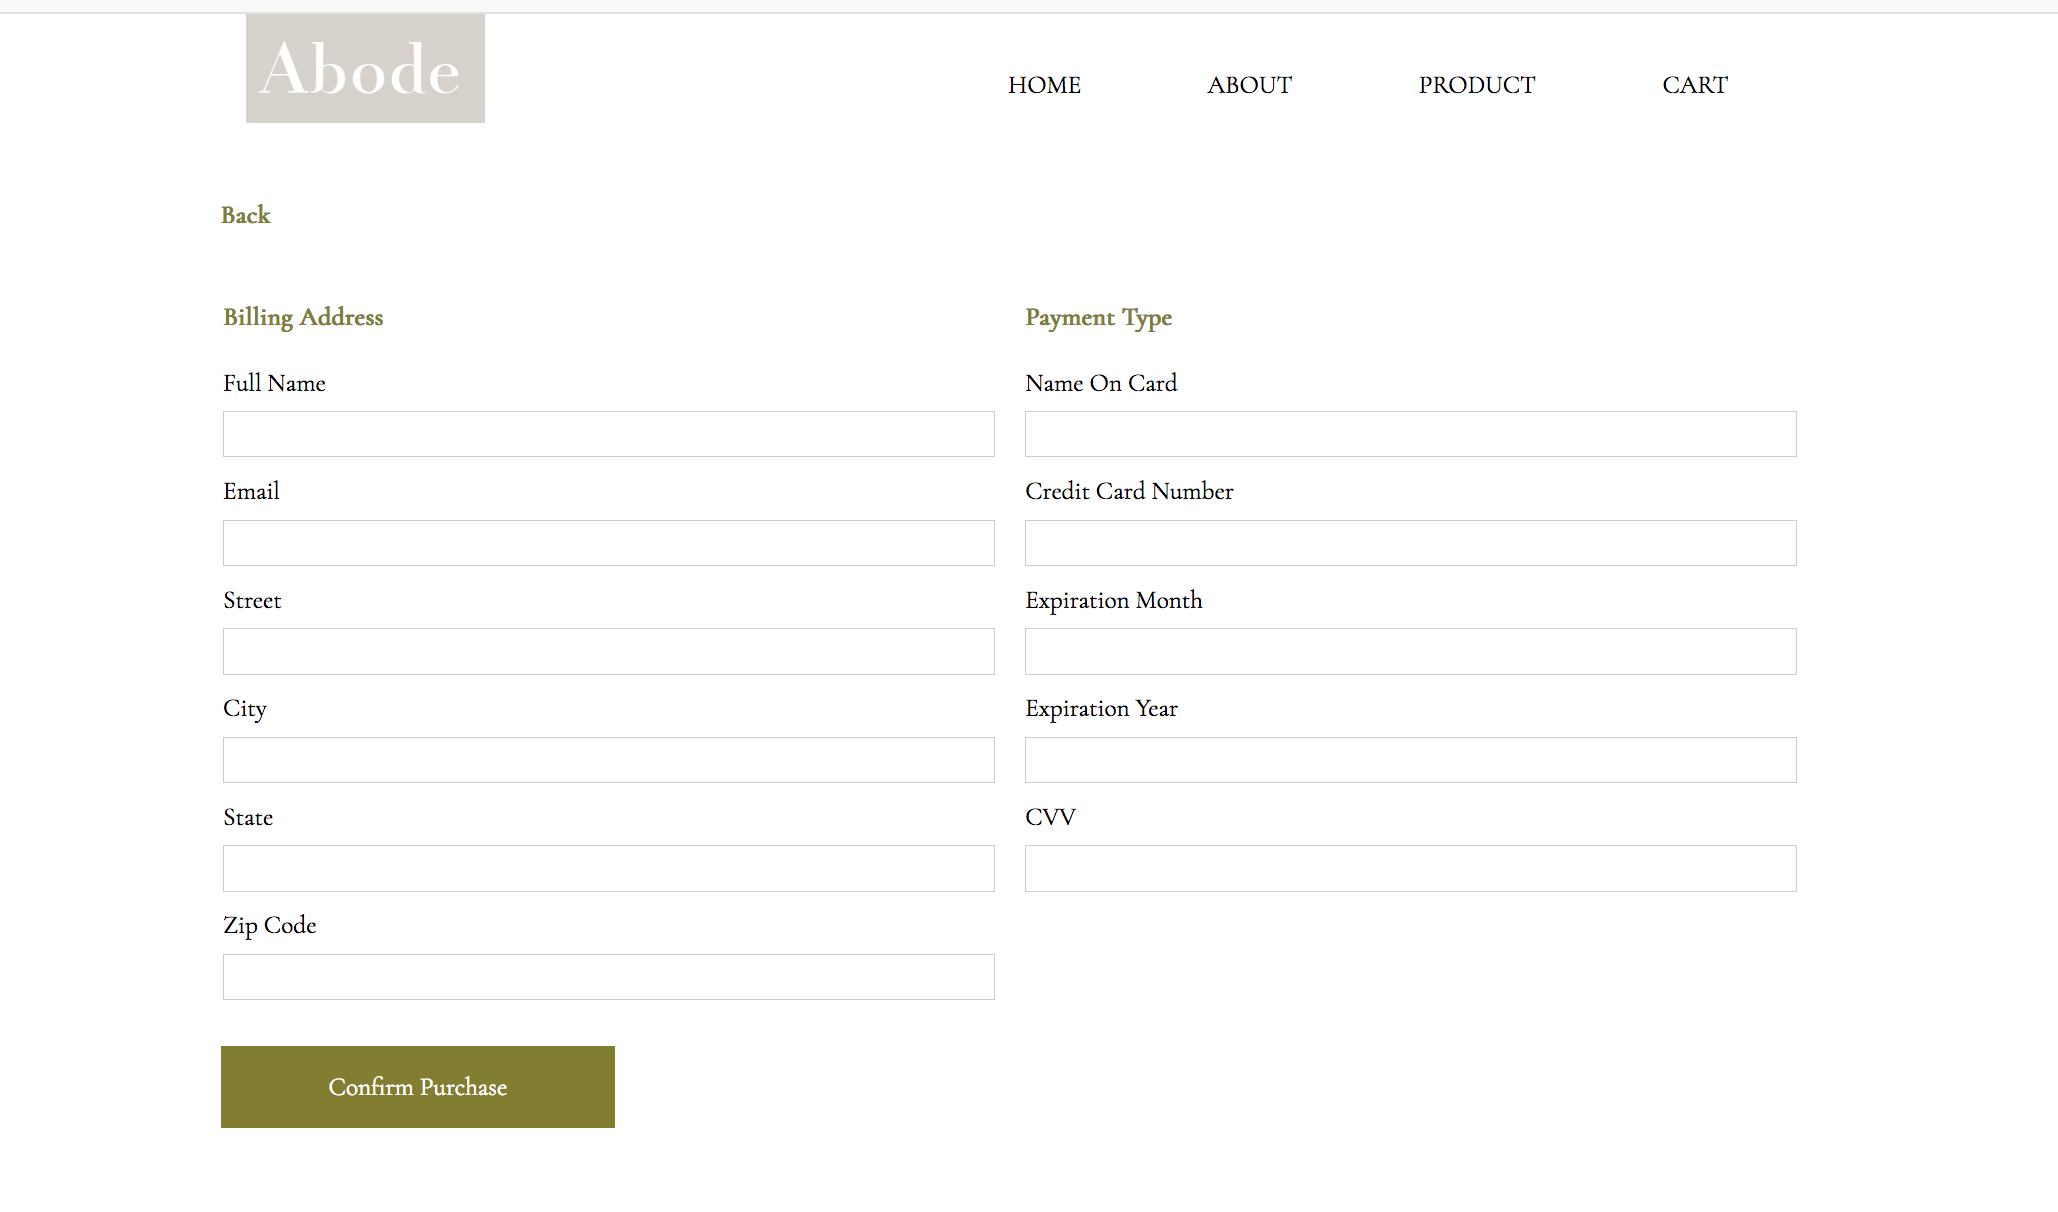 Abode
HOME ABOUT PRODUCT CART
Back
Billing Address
Full Name
Email
Street
City
State
Zip Code
Payment Type
Name On Card
Credit Card Number
Expiration Month
Expiration Year
CVV
Confirm Purchase